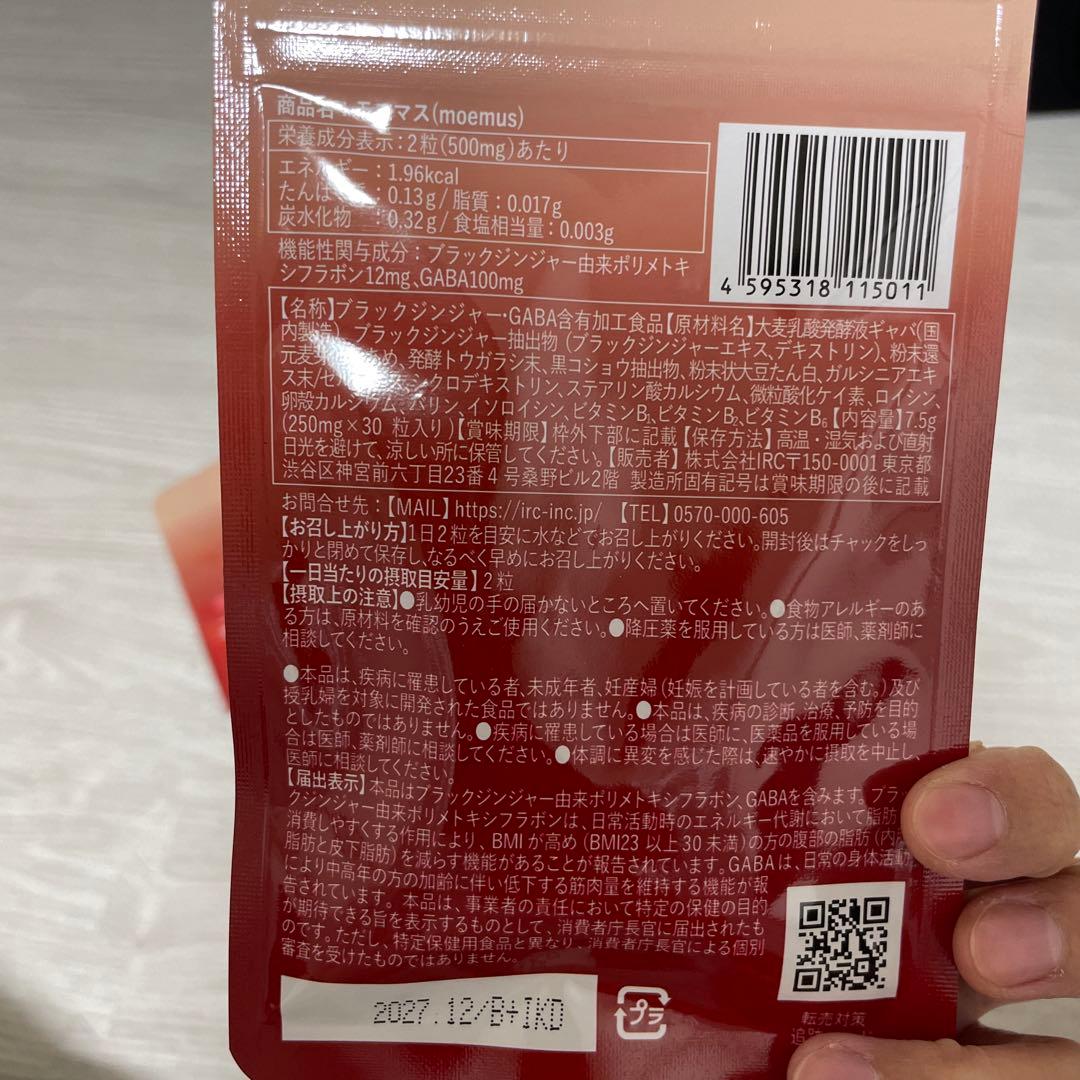 商品名 マス(moemus)
栄養成分表示：2粒(500mg)あたり
エネルギー：1.96kcal
たんぱ ：0.13g/脂質：0.017g
炭水化物 ：0.32g/食塩相当量：0.003g
機能性関与成分：ブラックジンジャー由来ポリメトキ
シフラボン12mg、GABA100mg
4 595318 115011
【名称】ブラックジンジャー・GABA含有加工食品【原材料名】大麦乳酸発酵液ギャバ(国
内製造)、ブラックジンジャー抽出物(ブラックジンジャーエキス、デキストリン)、粉末還
元麦 め、発酵トウガラシ末、黒コショウ抽出物、粉末状大豆たん白、ガルシニアエキ
ス末/セル クロデキストリン、ステアリン酸カルシウム、微粒酸化ケイ素、ロイシン、
卵殻カルシウム、 リン、イソロイシン、ビタミンB₁、ビタミンB₂、ビタミンB₆【内容量】7.5g
(250mg×30 粒入り)【賞味期限】枠外下部に記載【保存方法】高温・湿気および直射
日光を避けて、涼しい所に保管してください。【販売者】株式会社IRC〒150-0001 東京都
渋谷区神宮前六丁目23番4号桑野ビル2階 製造所固有記号は賞味期限の後に記載
お問合せ先：【MAIL】https://irc-inc.jp/ 【TEL】0570-000-605
【お召し上がり方】1日2粒を目安に水などでお召し上がりください。開封後はチャックをしっ
かりと閉めて保存し、なるべく早めにお召し上がりください。
【一日当たりの摂取目安量】2粒
【摂取上の注意】●乳幼児の手の届かないところへ置いてください。●食物アレルギーのあ
る方は、原材料を確認のうえご使用ください。●降圧薬を服用している方は医師、薬剤師に
相談してください。
●本品は、疾病に罹患している者、未成年者、妊産婦(妊娠を計画している者を含む。)及び
授乳婦を対象に開発された食品ではありません。●本品は、疾病の診断、治療、予防を目的
としたものではありません。●疾病に罹患している場合は医師に、医薬品を服用している場
合は医師、薬剤師に相談してください。●体調に異変を感じた際は、速やかに摂取を中止し、
医師に相談してください。
【届出表示】本品はブラックジンジャー由来ポリメトキシフラボン、GABAを含みます。ブラッ
クジンジャー由来ポリメトキシフラボンは、日常活動時のエネルギー代謝において脂肪
消費しやすくする作用により、BMIが高め(BMI23 以上30 未満)の方の腹部の脂肪(内
脂肪と皮下脂肪)を減らす機能があることが報告されています。GABAは、日常の身体活動
により中高年の方の加齢に伴い低下する筋肉量を維持する機能が報
告されています。本品は、事業者の責任において特定の保健の目的
が期待できる旨を表示するものとして、消費者庁長官に届出されたも
のです。ただし、特定保健用食品と異なり、消費者庁長官による個別
審査を受けたものではありません。
2027.12/B+IKD
プラ
転売対策
追